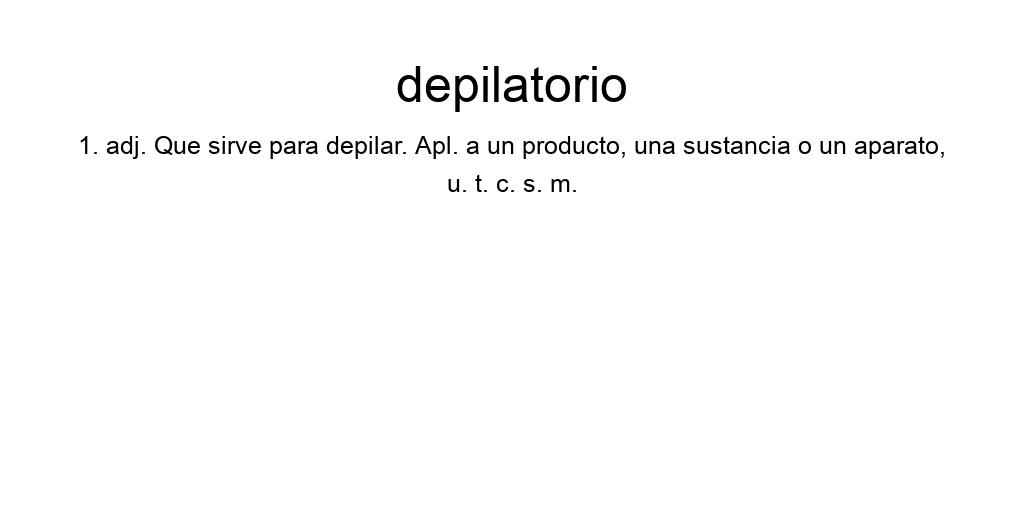 depilatorio
1. adj. Que sirve para depilar. Apl. a un producto, una sustancia o un aparato,
u. t. c. s. m.